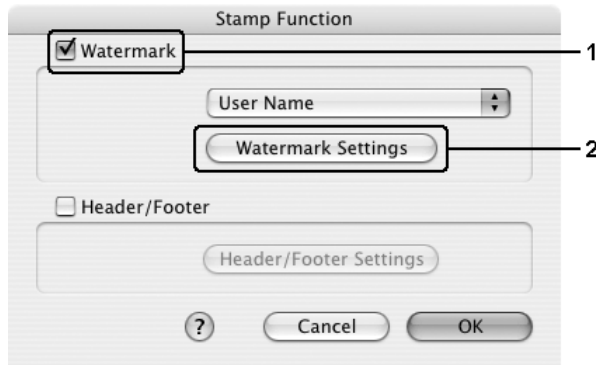 Stamp Function
Watermark
1
User Name
Watermark Settings
2
Header/Footer
Header/Footer Settings
?
Cancel
OK